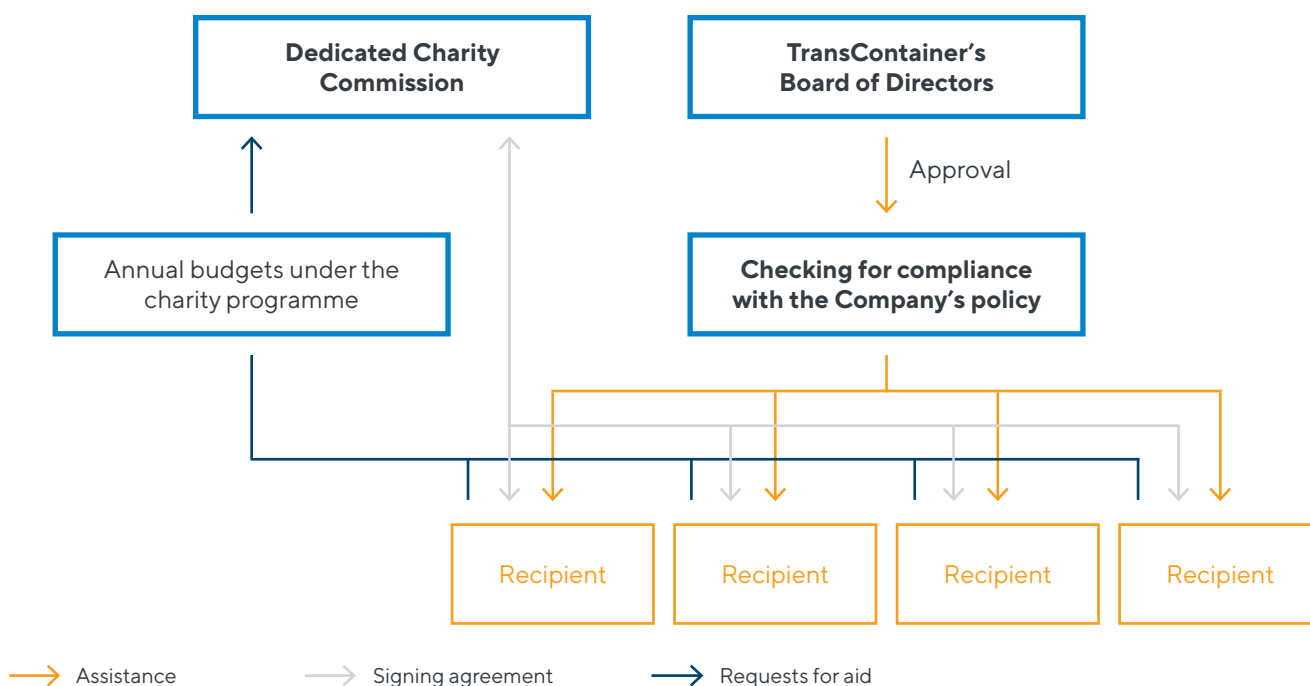 Dedicated Charity
Commission
TransContainer’s
Board of Directors
Approval
Annual budgets under the
charity programme
Checking for compliance
with the Company’s policy
Recipient
Recipient
Recipient
Recipient
Assistance
Signing agreement
Requests for aid